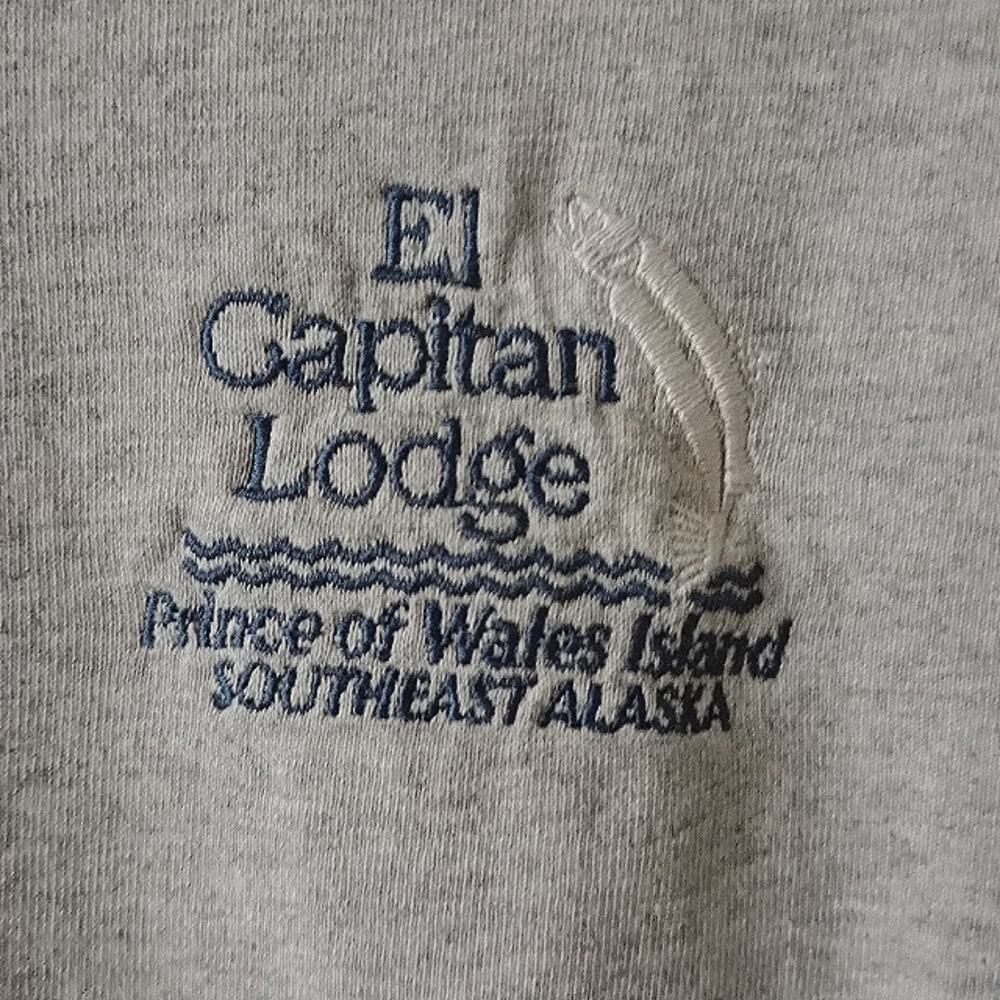 El
Capitan
Lodge
Prince of Wales Island
SOUTHEAST ALASKA